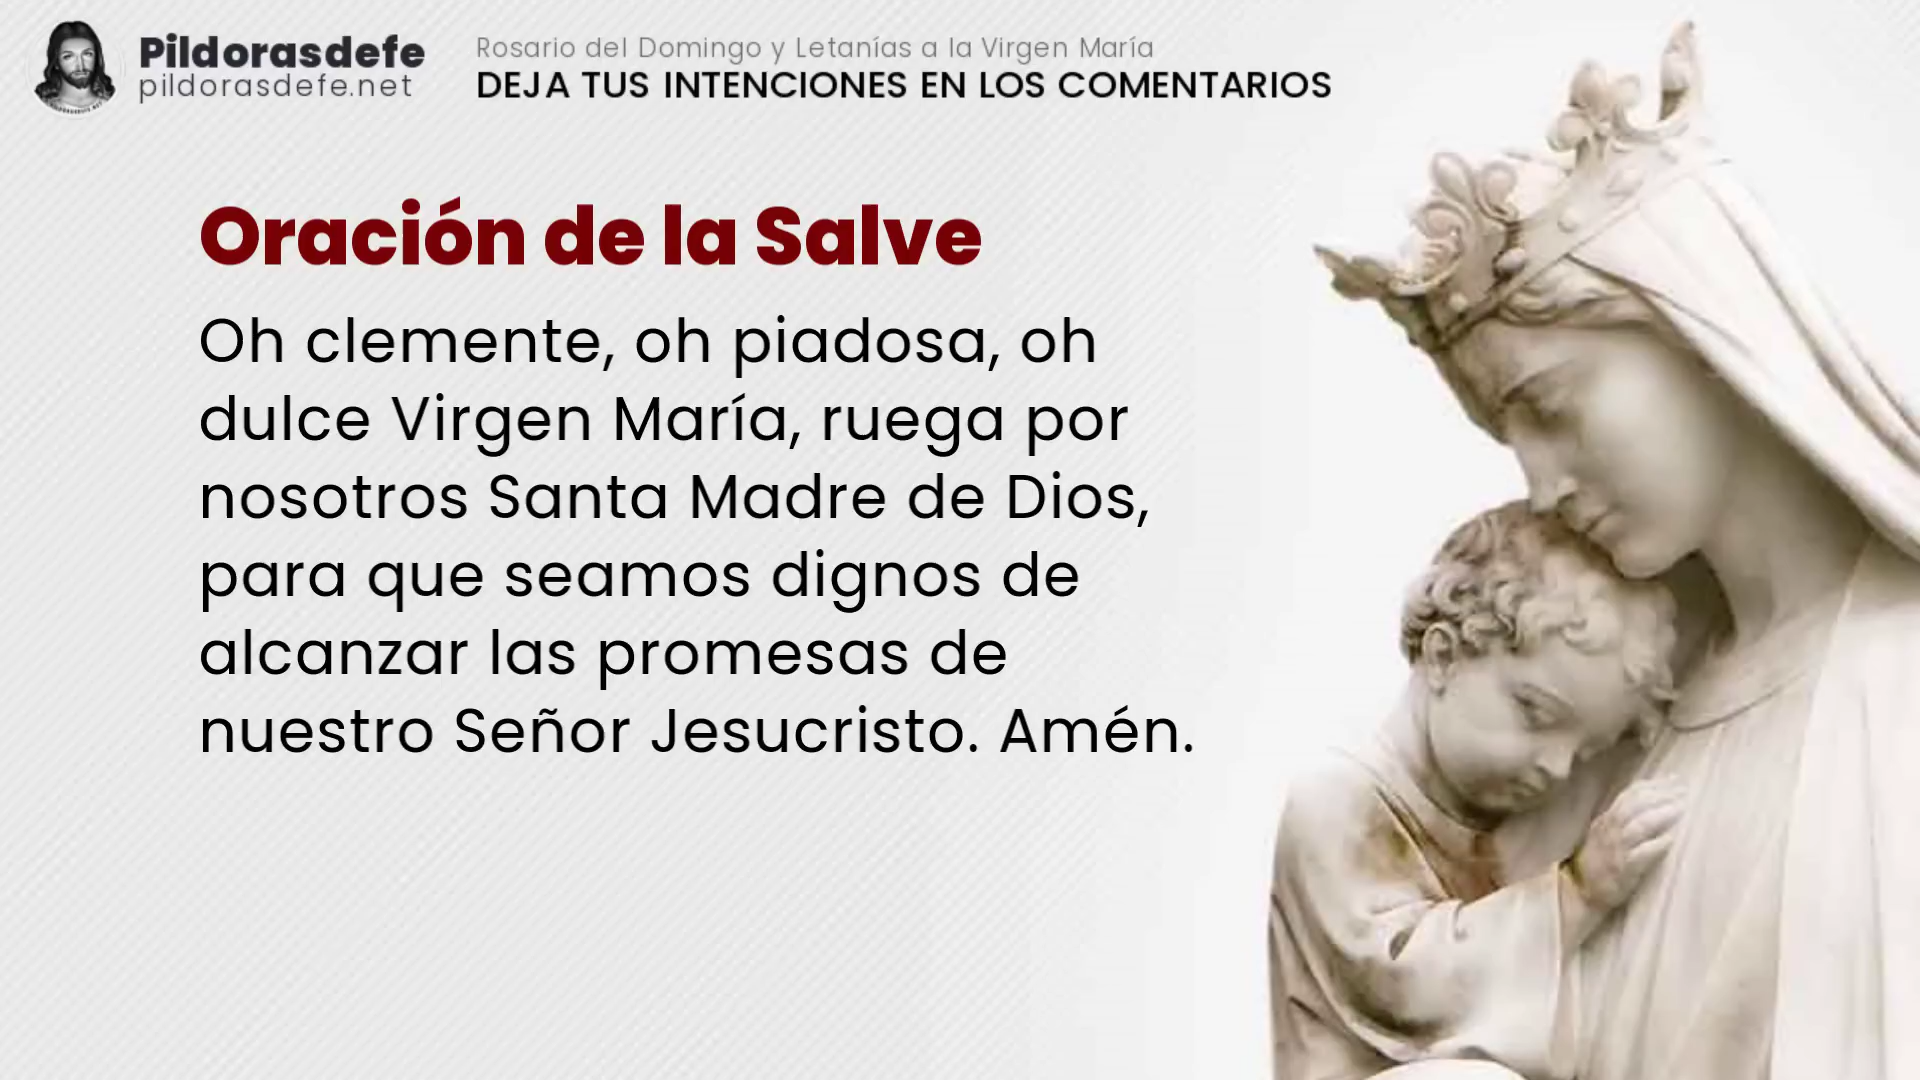 Pildorasdefe
pildorasdefe.net
Rosario del Domingo y Letanías a la Virgen María
DEJA TUS INTENCIONES EN LOS COMENTARIOS
Oración de la Salve
Oh clemente, oh piadosa, oh
dulce Virgen María, ruega por
nosotros Santa Madre de Dios,
para que seamos dignos de
alcanzar las promesas de
nuestro Señor Jesucristo. Amén.